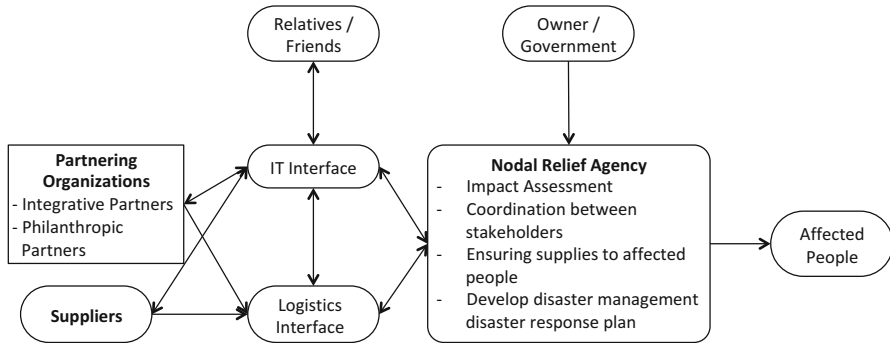 Relatives /
Friends
Owner /
Government
Partnering
Organizations
- Integrative Partners
- Philanthropic
Partners
IT Interface
Nodal Relief Agency
- Impact Assessment
- Coordination between
stakeholders
- Ensuring supplies to affected
people
- Develop disaster management
disaster response plan
Affected
People
Suppliers
Logistics
Interface